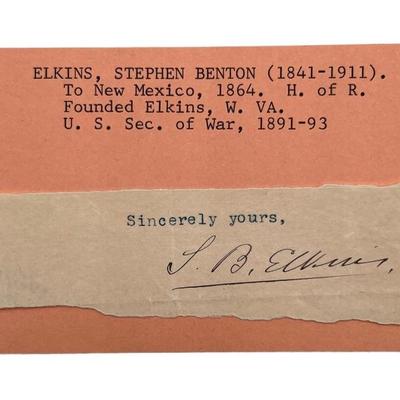 ELKINS, STEPHEN BENTON (1841-1911).
To New Mexico, 1864. H. of R.
Founded Elkins, W. VA.
U. S. Sec. of War, 1891-93
Sincerely yours,
S. B. Elkins,